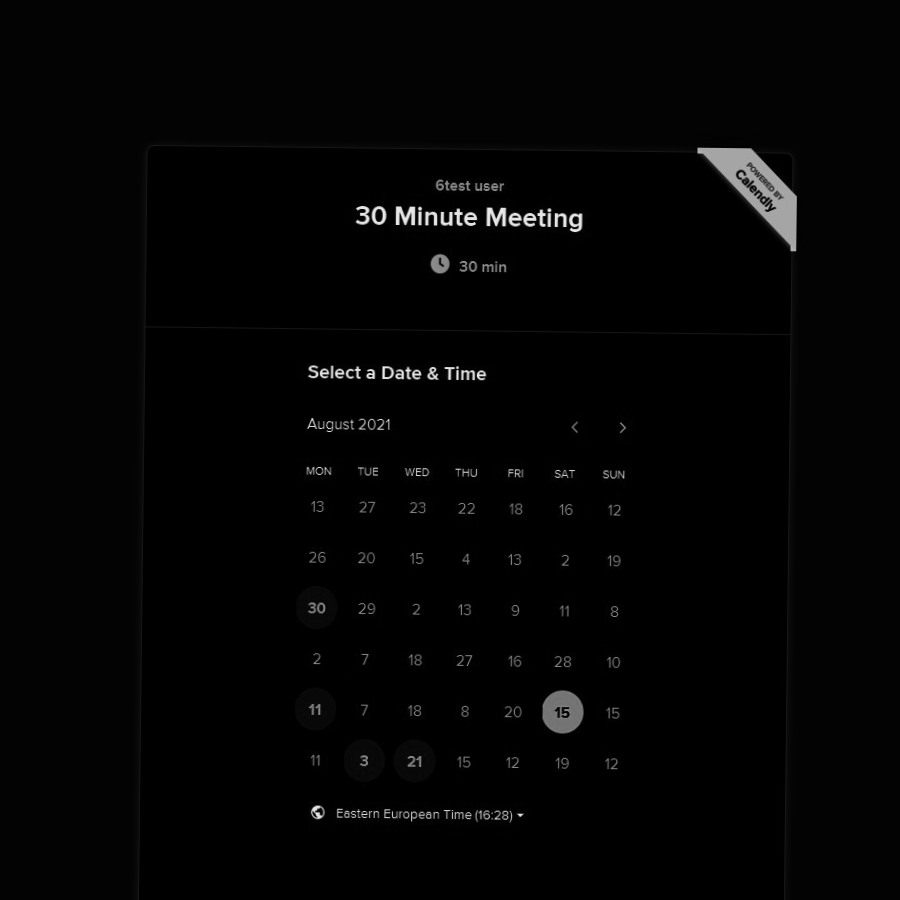 POWERED BY
Calendly
6test user
30 Minute Meeting
30 min
Select a Date & Time
August 2021
MON TUE WED THU FRI SAT SUN
13 27 23 22 18 16 12
26 20 15 4 13 2 19
30 29 2 13 9 11 8
2 7 18 27 16 28 10
11 7 18 8 20 15 15
11 3 21 15 12 19 12
Eastern European Time (16:28)